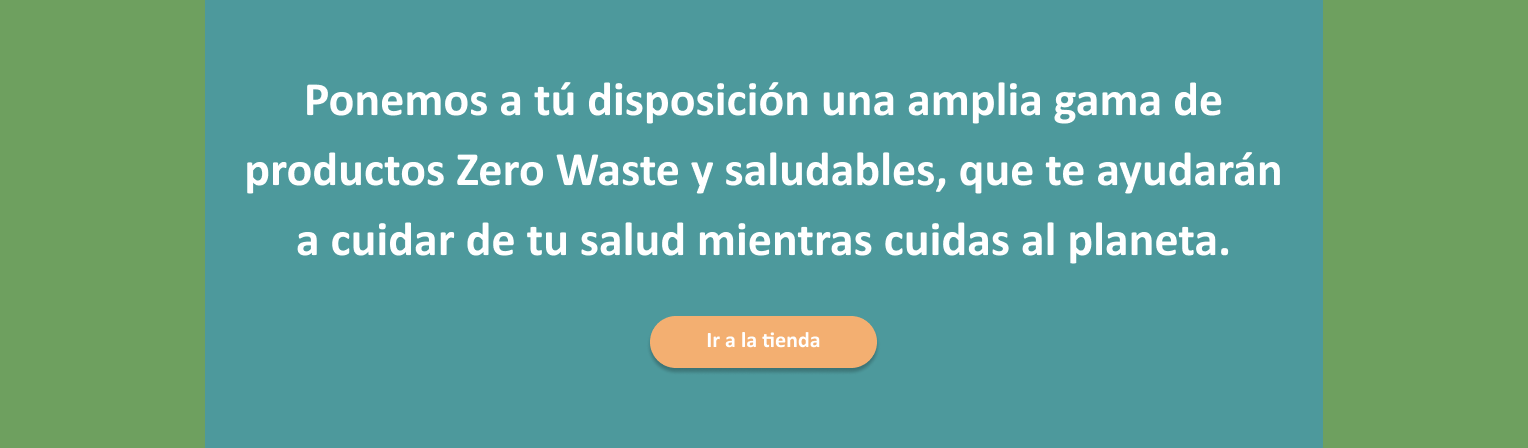 Ponemos a tú disposición una amplia gama de
productos Zero Waste y saludables, que te ayudarán
a cuidar de tu salud mientras cuidas al planeta.
Ir a la tienda